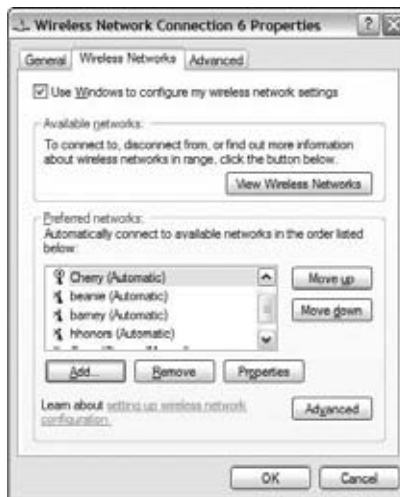 Wireless Network Connection 6 Properties
General Wireless Networks Advanced
Use Windows to configure my wireless network settings
Available networks:
To connect to, disconnect from, or find out more information
about wireless networks in range, click the button below.
View Wireless Networks
Preferred networks:
Automatically connect to available networks in the order listed
below:
Cherry (Automatic)
beanie (Automatic)
barney (Automatic)
hhonors (Automatic)
Move up
Move down
Add... Remove Properties
Learn about setting up wireless network
configuration.
Advanced
OK Cancel